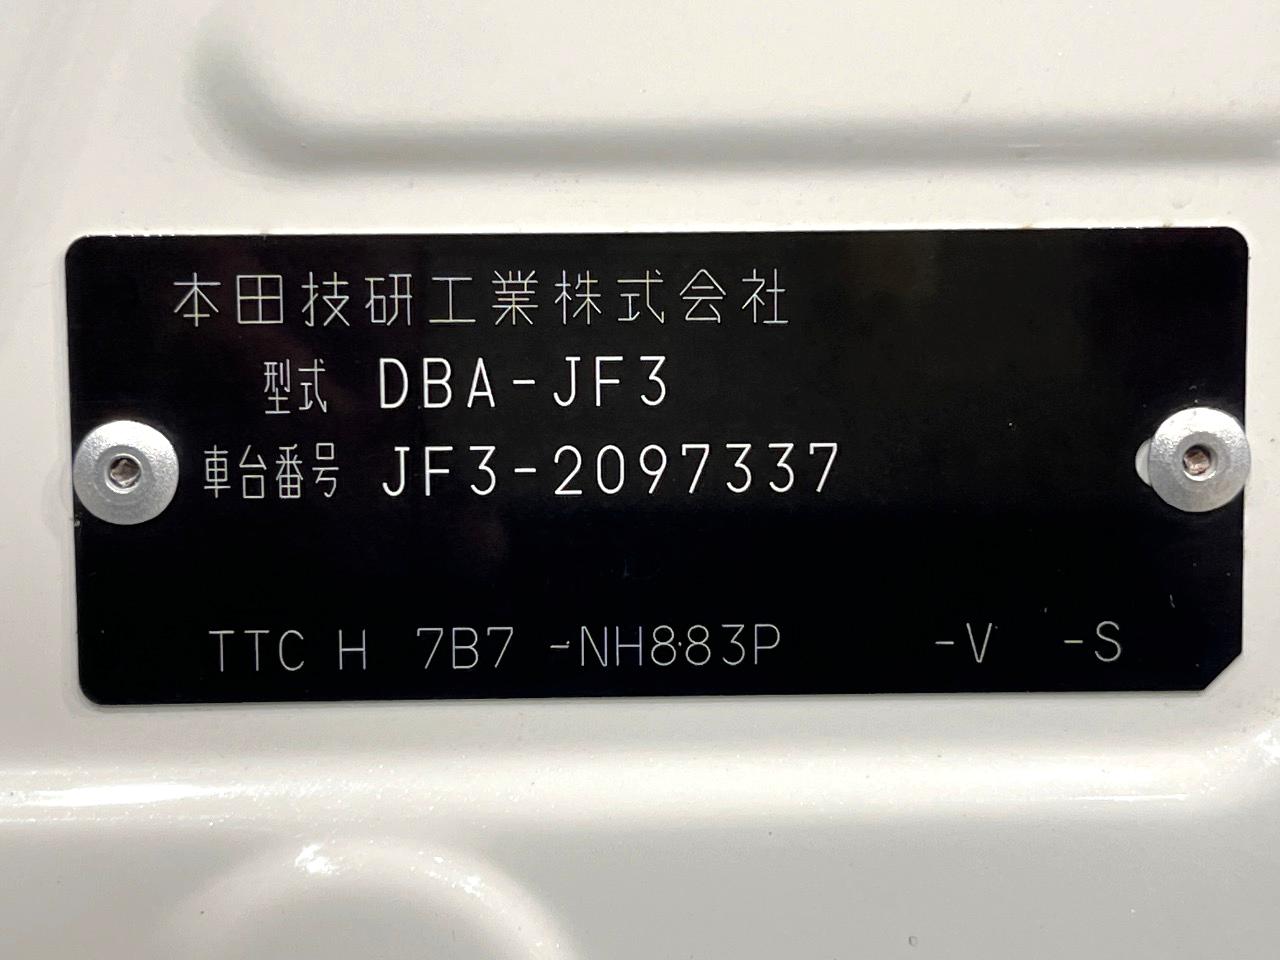 本田技研工業株式会社
型式 DBA-JF3
車台番号 JF3-2097337
TTC H 7B7 -NH883P -V -S